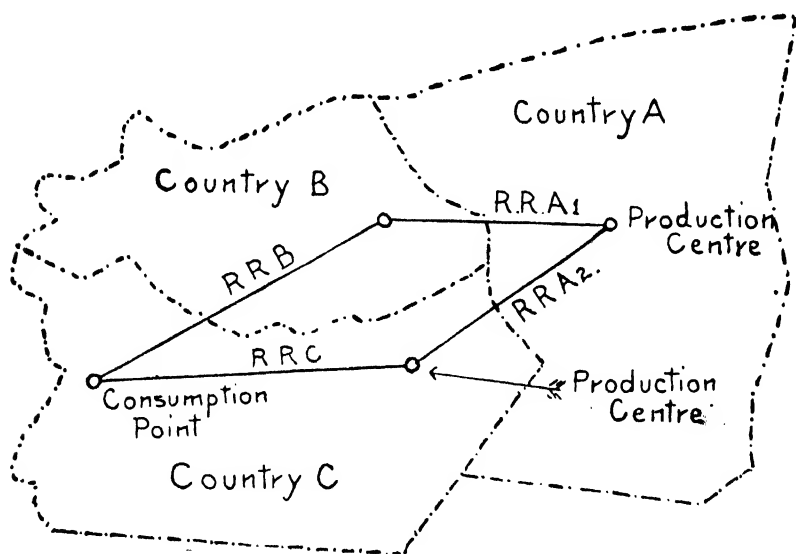 Country A
Country B
R.R.A1
Production
Centre
RRB
RRA2.
RRC
Production
Centre
Consumption
Point
Country C